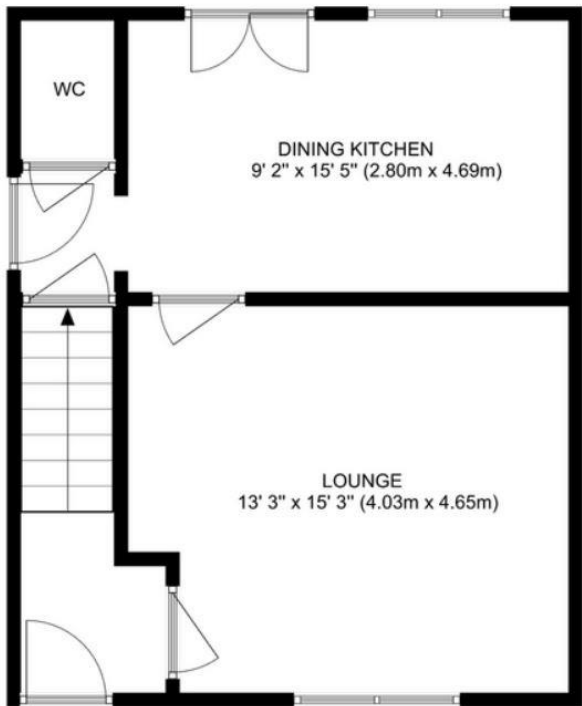 WC
DINING KITCHEN
9' 2" x 15' 5" (2.80m x 4.69m)
LOUNGE
13' 3" x 15' 3" (4.03m x 4.65m)